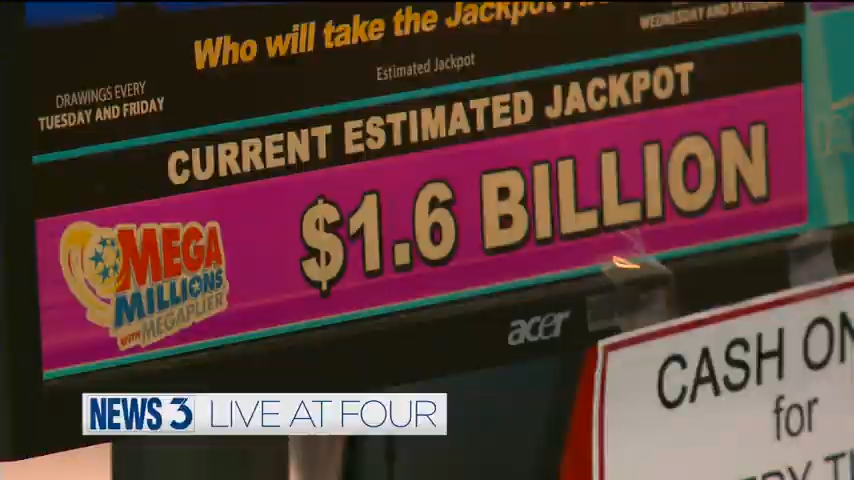 Who will take the Jackpot
WEDNESDAY AND SATURDAY
Estimated Jackpot
DRAWINGS EVERY
TUESDAY AND FRIDAY
CURRENT ESTIMATED JACKPOT
$1.6 BILLION
MEGA
MILLIONS
WITH MEGAPLIER
acer
CASH ON
for
NEWS 3 LIVE AT FOUR